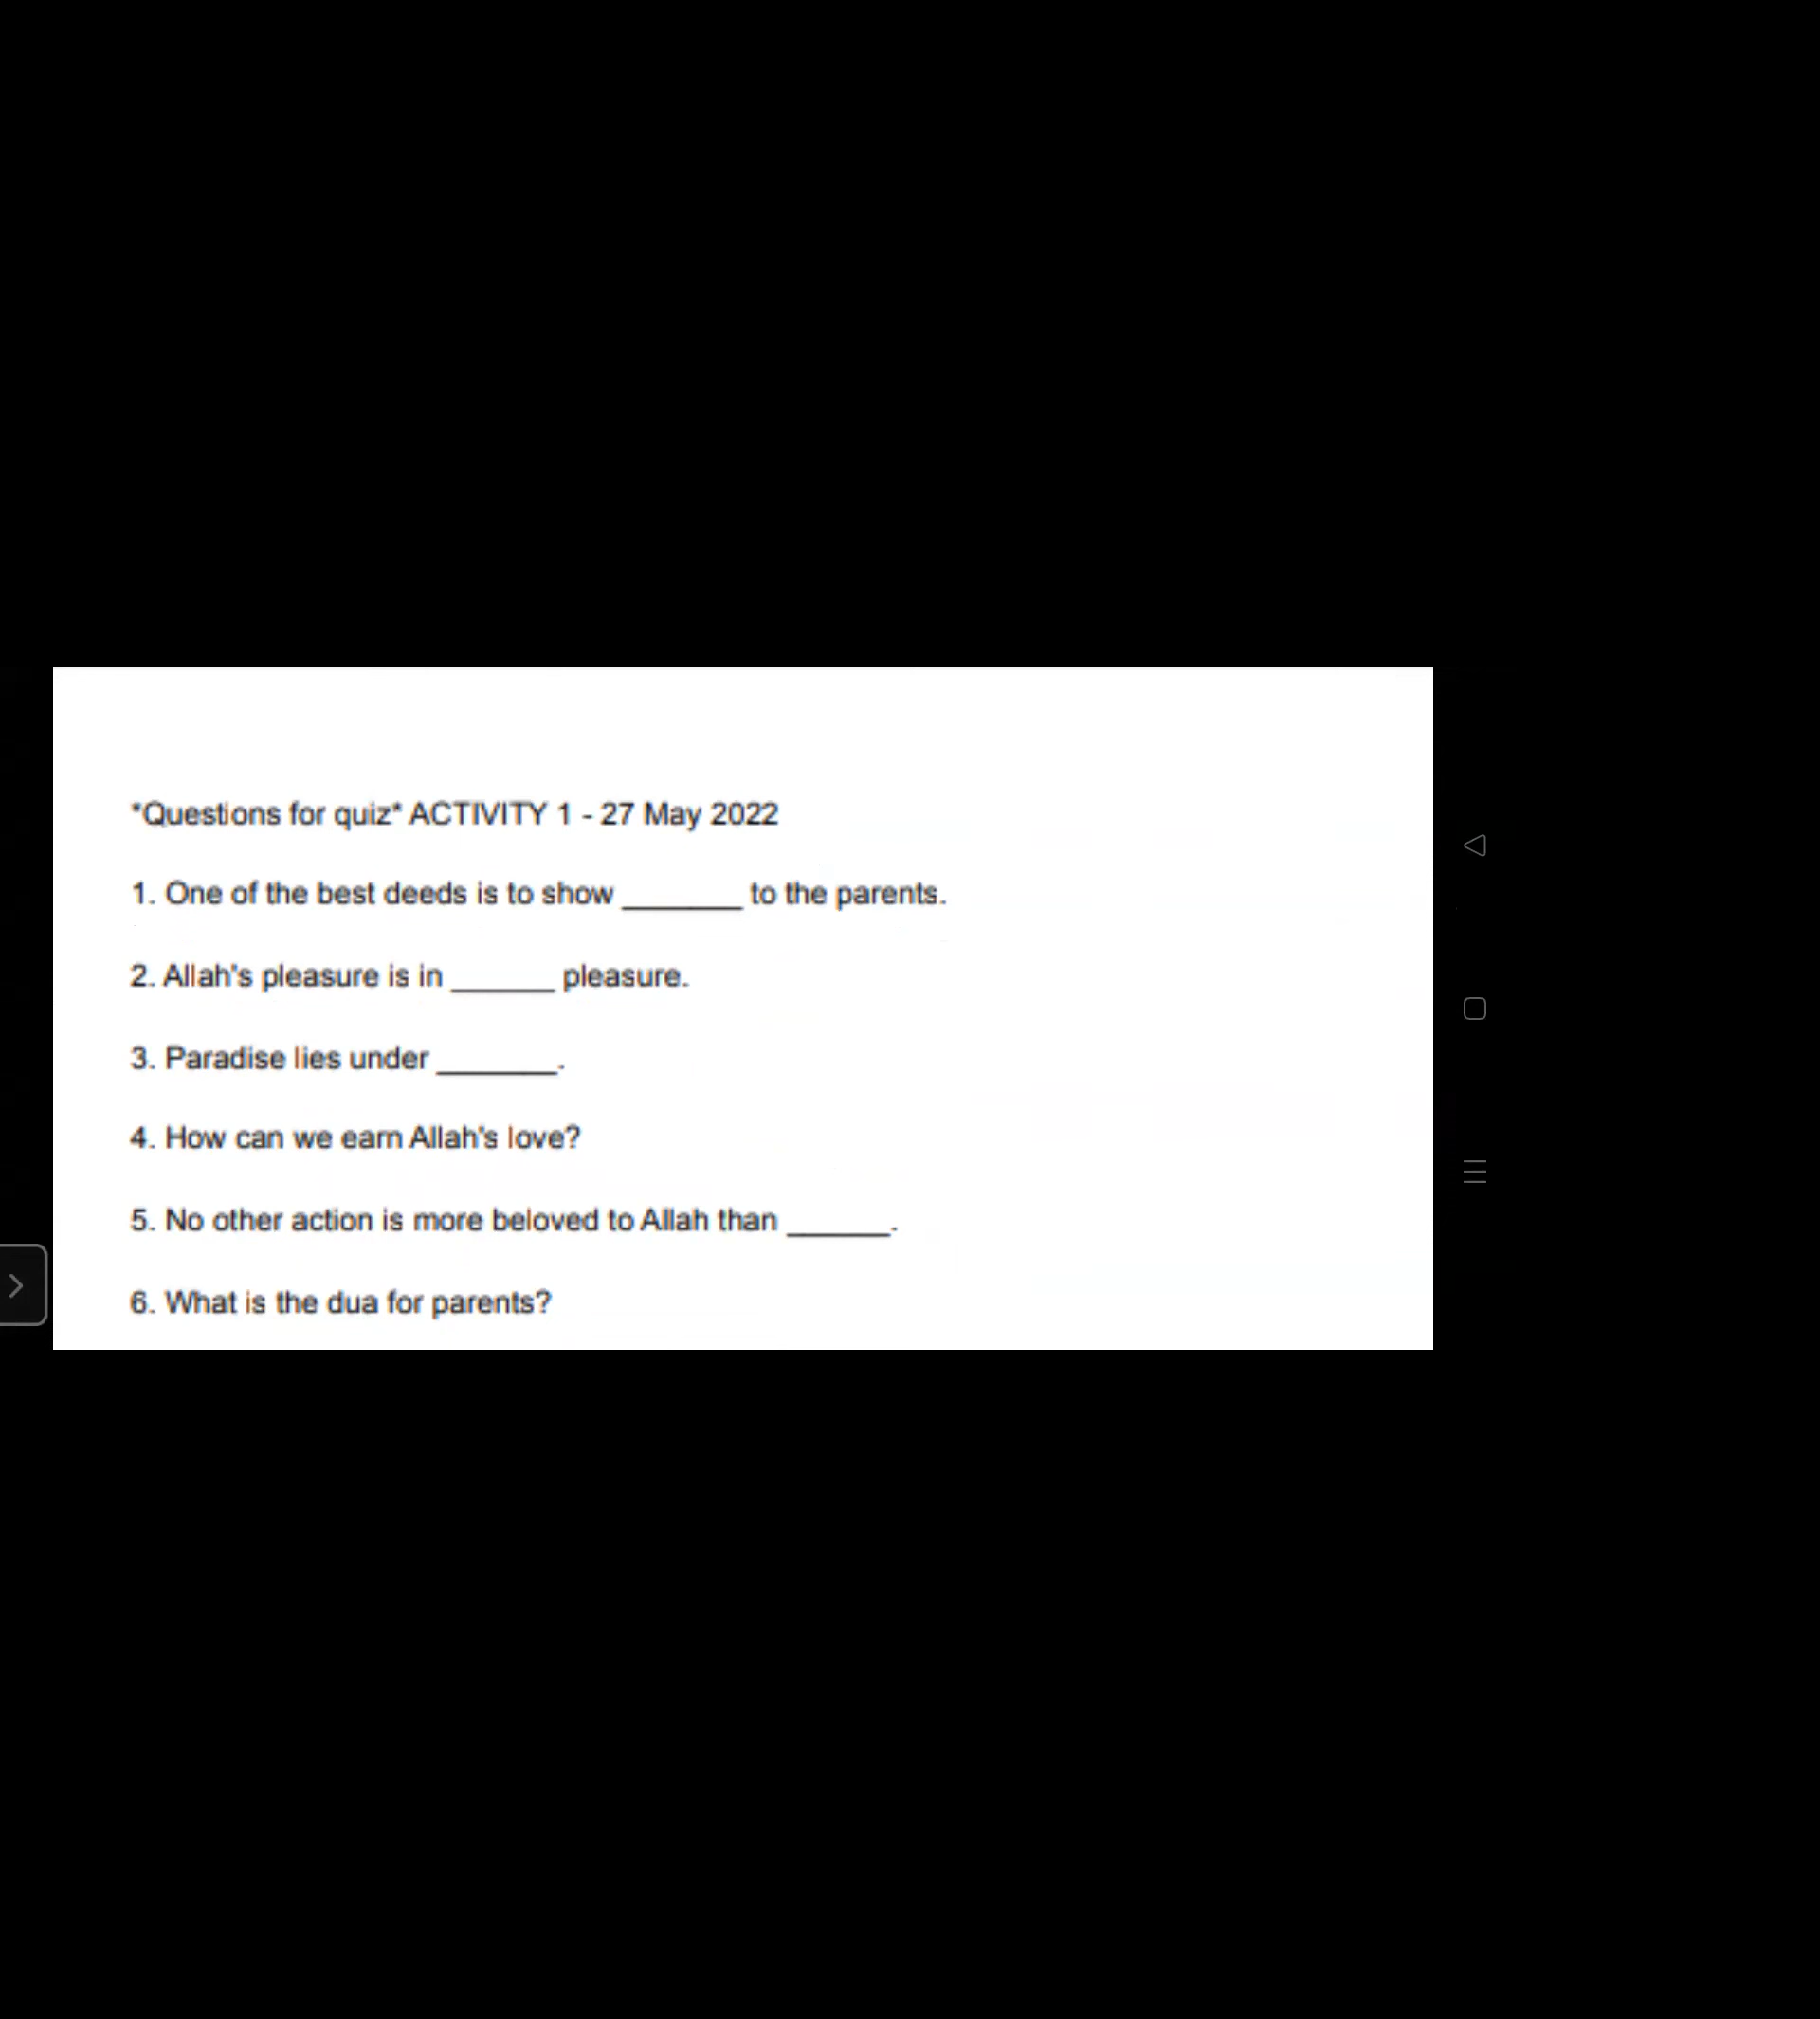 *Questions for quiz* ACTIVITY 1 - 27 May 2022
1. One of the best deeds is to show ________ to the parents.
2. Allah's pleasure is in _______ pleasure.
3. Paradise lies under ________.
4. How can we earn Allah's love?
5. No other action is more beloved to Allah than _______.
6. What is the dua for parents?